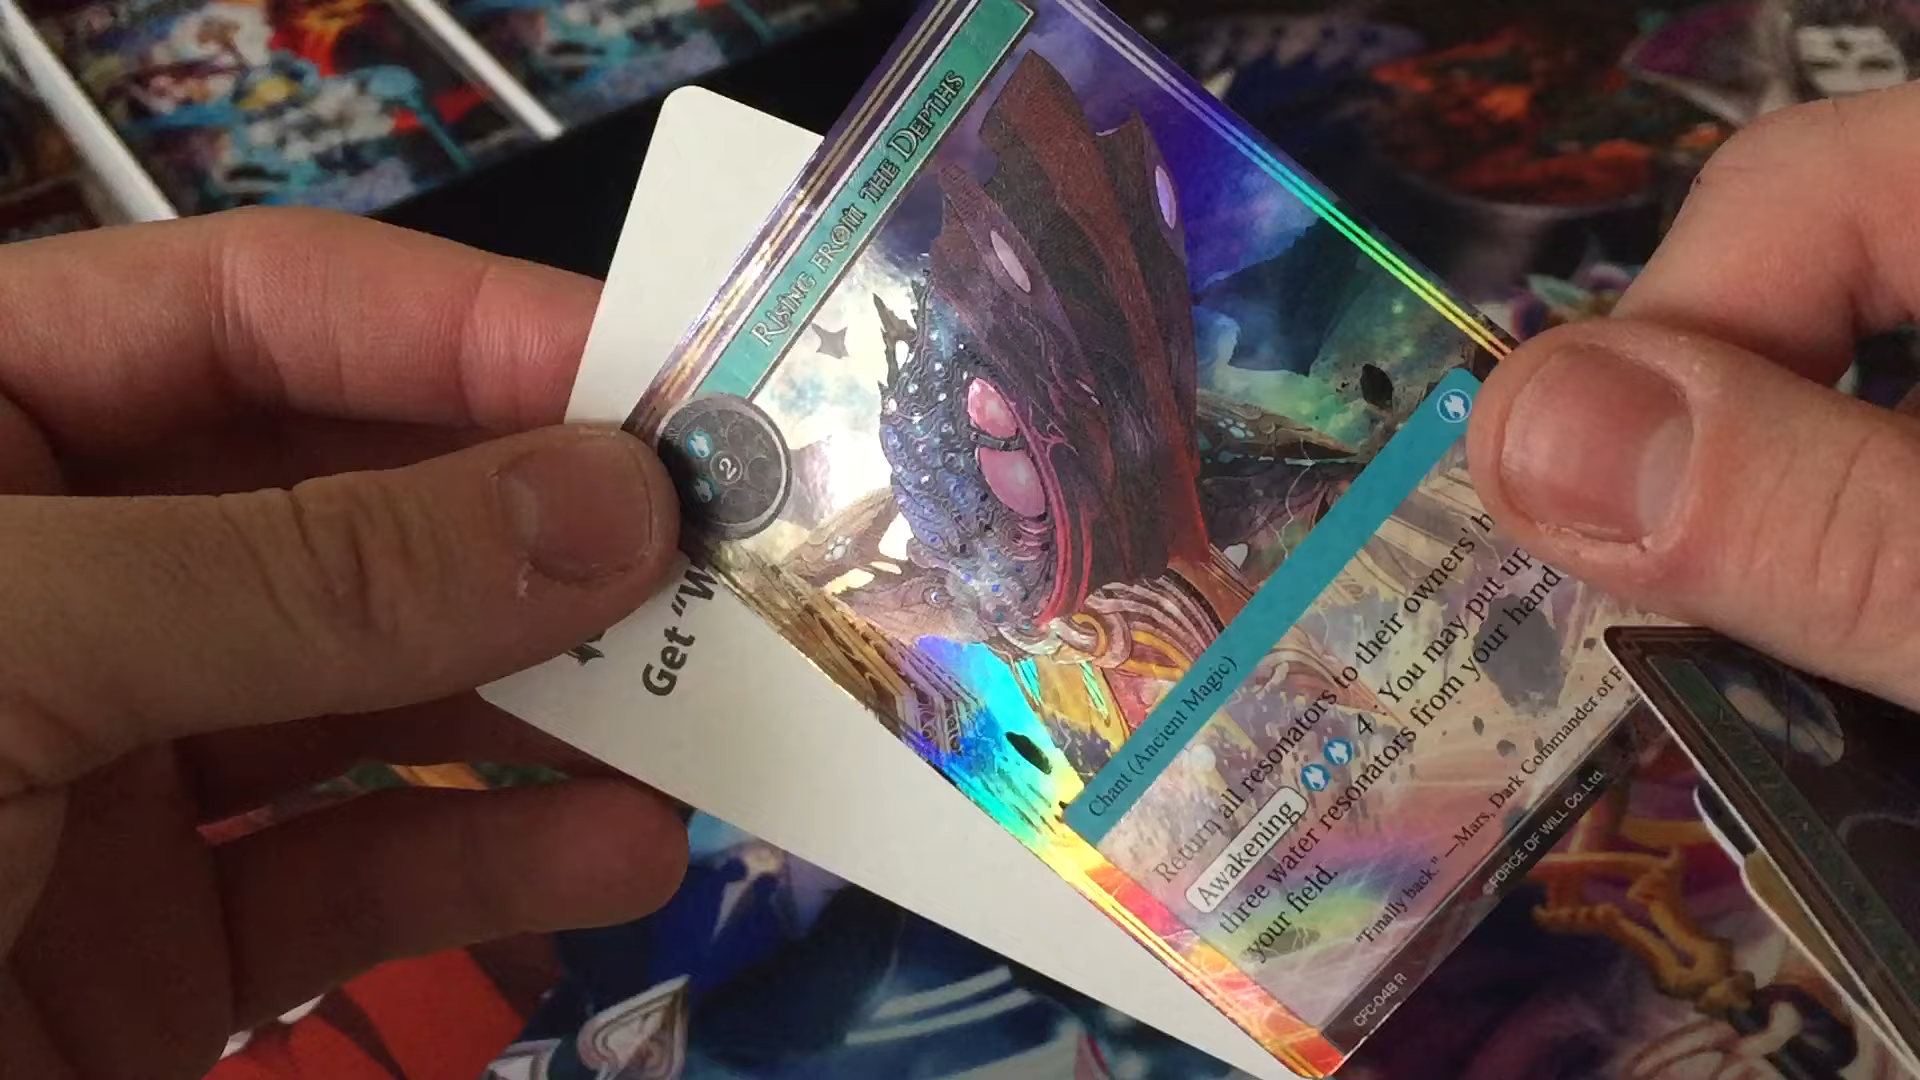 RISING FROM THE DEPTHS
2
Chant (Ancient Magic)
Return all resonators to their owners'
Awakening 4 : You may put up
three water resonators from your hand
your field.
"Finally back." —Mars, Dark Commander of
CFC-048 R
©FORCE OF WILL Co.,Ltd.
Get